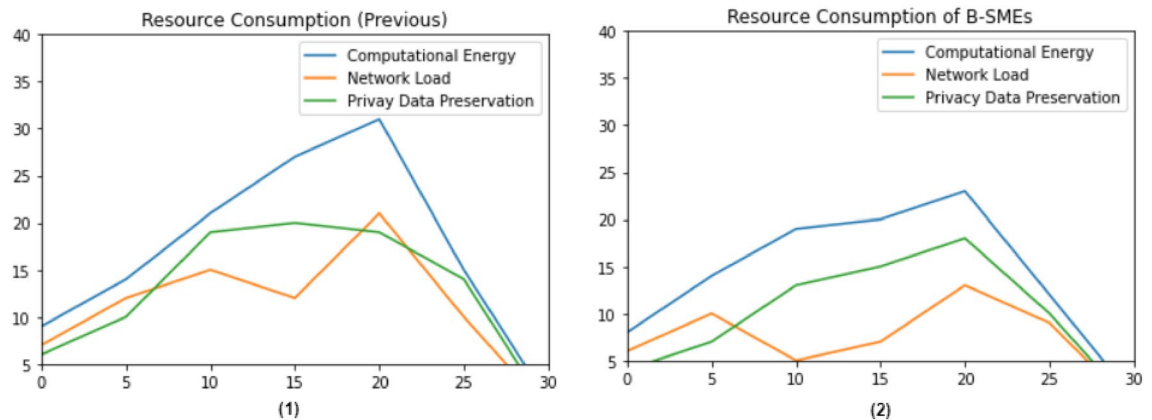 Resource Consumption (Previous)
40
35
30
25
20
15
10
5
0 5 10 15 20 25 30
Computational Energy
Network Load
Privay Data Preservation
(1)
Resource Consumption of B-SMEs
40
35
30
25
20
15
10
5
0 5 10 15 20 25 30
Computational Energy
Network Load
Privacy Data Preservation
(2)